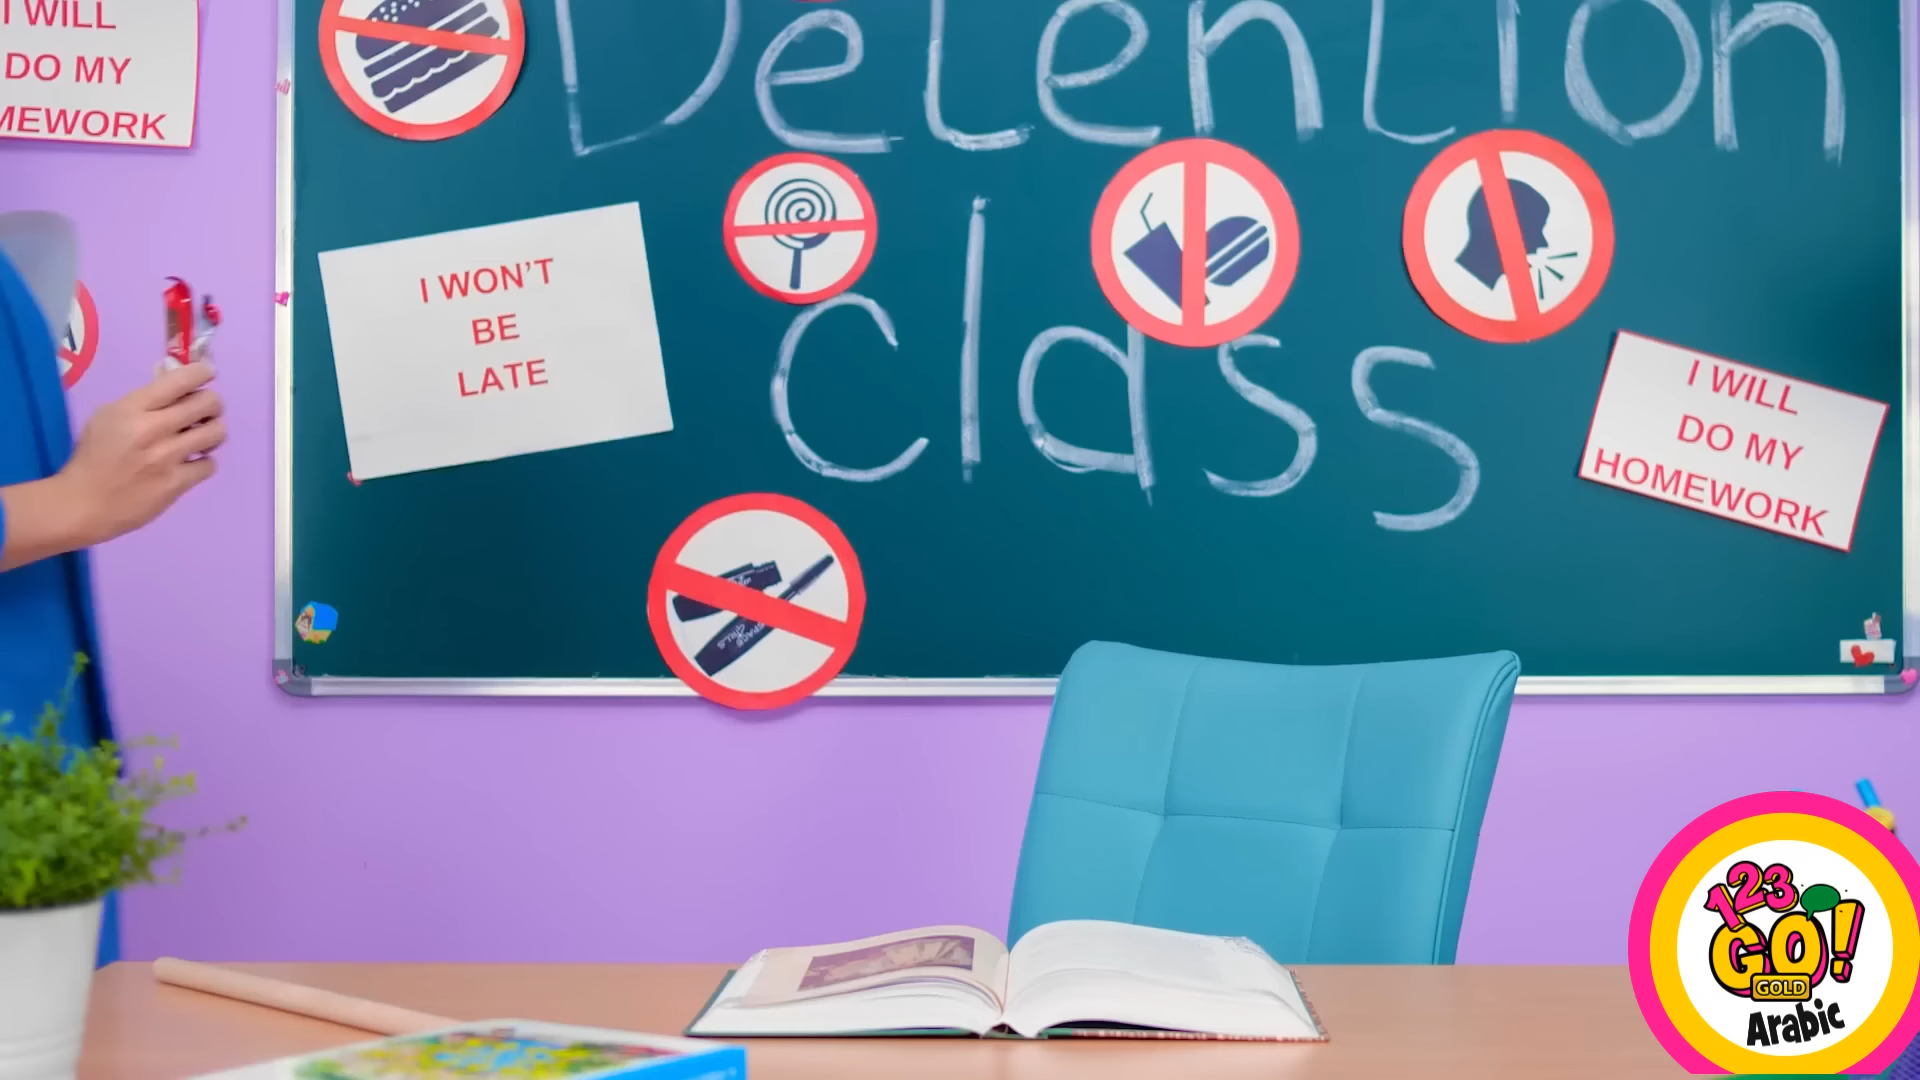 I WILL
DO MY
MEWORK
Detention
class
I WON'T
BE
LATE
I WILL
DO MY
HOMEWORK
123
GO!
GOLD
Arabic